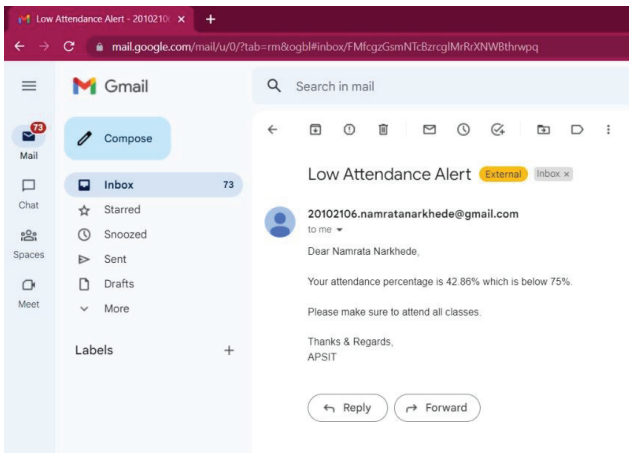 Low Attendance Alert - 2010210
mail.google.com/mail/u/0/?tab=rm&ogbl#inbox/FMfcgzGsmNTcBzrcglMrRrXNWBthrwpq
Gmail
Search in mail
73
Mail
Compose
Chat
Spaces
Meet
Inbox 73
Starred
Snoozed
Sent
Drafts
More
Labels
Low Attendance Alert External Inbox ×
20102106.namratanarkhede@gmail.com
to me
Dear Namrata Narkhede,
Your attendance percentage is 42.86% which is below 75%.
Please make sure to attend all classes.
Thanks & Regards,
APSIT
Reply Forward